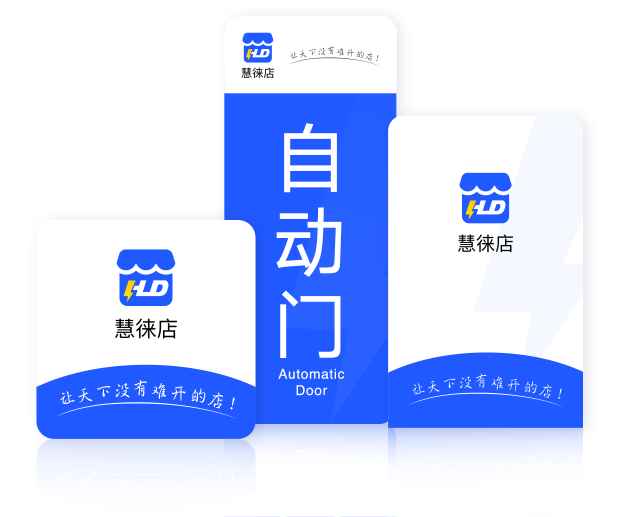 HLD
慧徕店
让天下没有难开的店!
自
动
门
Automatic
Door
HLD
慧徕店
让天下没有难开的店!
HLD
慧徕店
让天下没有难开的店!